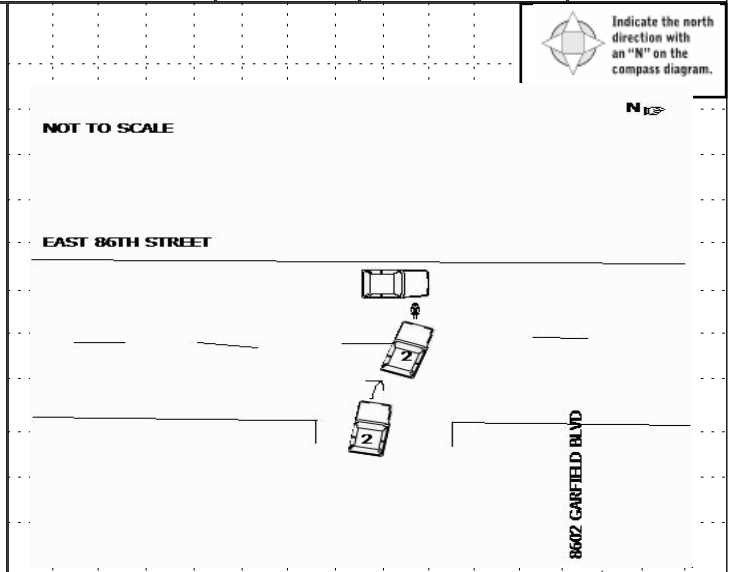 Indicate the north
direction with
an "N" on the
compass diagram.
N
NOT TO SCALE
EAST 86TH STREET
2
2
8602 GARFIELD BLVD